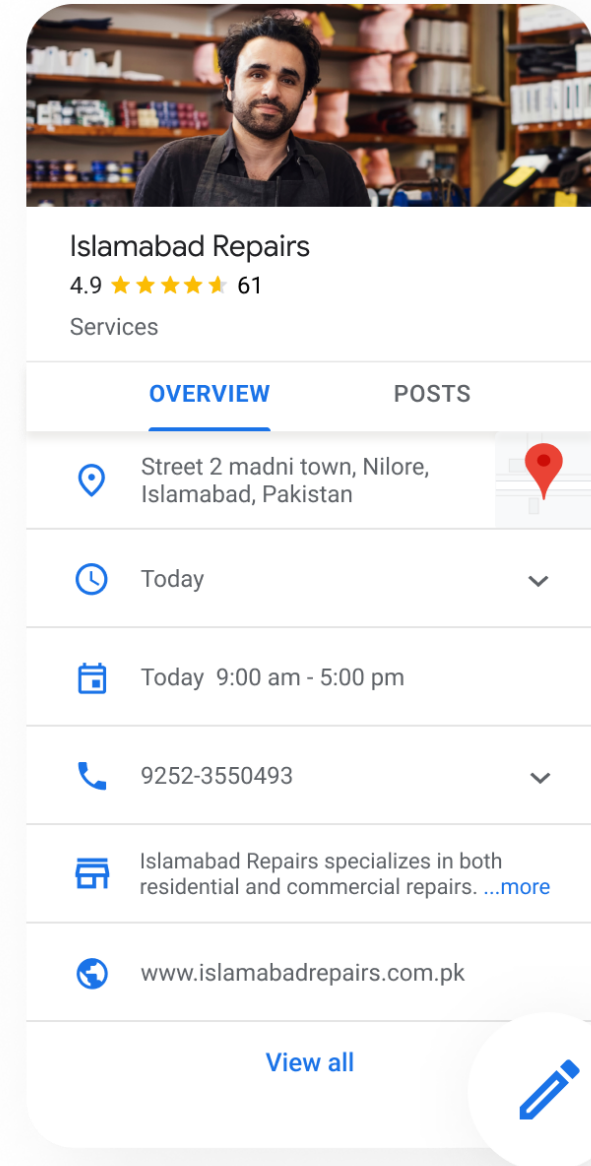 Islamabad Repairs
4.9 61
Services
OVERVIEW POSTS
Street 2 madni town, Nilore,
Islamabad, Pakistan
Today
Today 9:00 am - 5:00 pm
9252-3550493
Islamabad Repairs specializes in both
residential and commercial repairs. ...more
www.islamabadrepairs.com.pk
View all